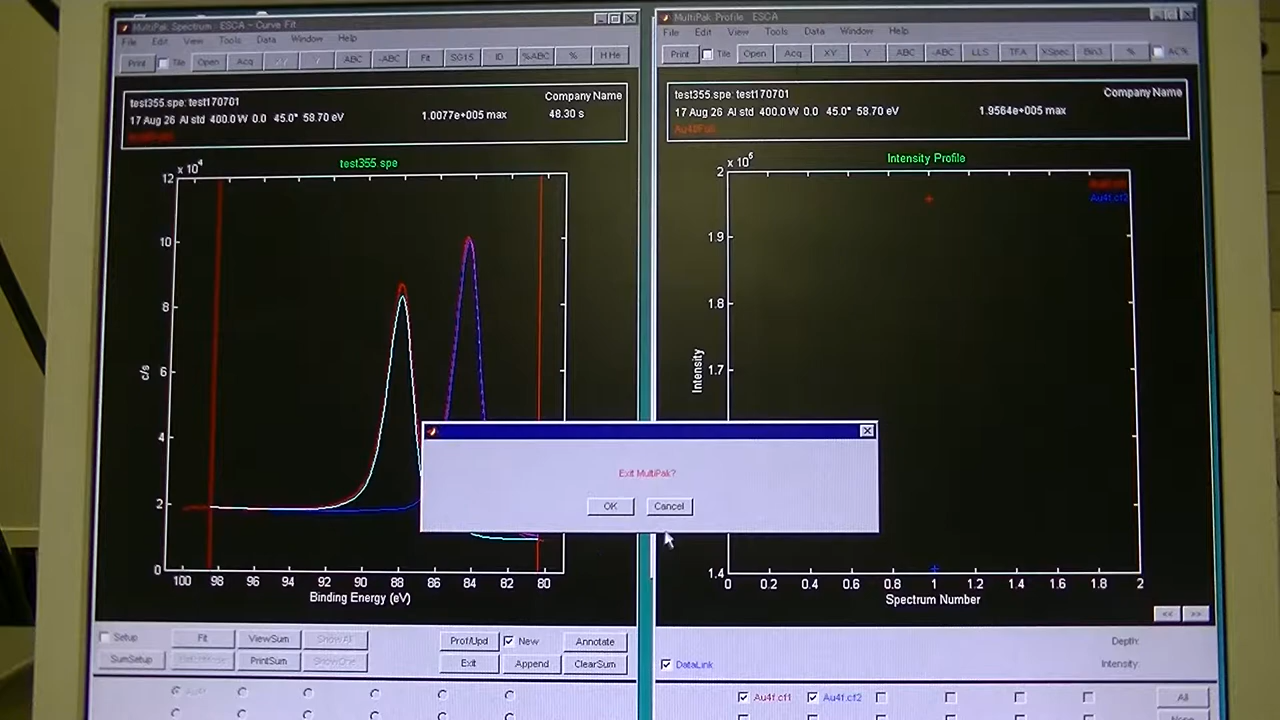 MultiPak Spectrum : ESCA - Curve Fit
File Edit View Tools Data Window Help
Print Tile Open Acq XY Y ABC -ABC Fit SG15 ID %ABC % H He
test355.spe: test170701 Company Name
17 Aug 26 Al std 400.0 W 0.0 45.0° 58.70 eV 1.0077e+005 max 48.30 s
test355.spe
x 10⁴
12
10
8
6
4
2
0
c/s
100 98 96 94 92 90 88 86 84 82 80
Binding Energy (eV)
Setup Fit ViewSum ShowAll Prof/Upd New Annotate
SumSetup PrintSum ShowOne Exit Append ClearSum
MultiPak Profile : ESCA
File Edit View Tools Data Window Help
Print Tile Open Acq XY Y ABC -ABC LLS TFA XSpec Bin3 % AC%
test355.spe: test170701 Company Name
17 Aug 26 Al std 400.0 W 0.0 45.0° 58.70 eV 1.9564e+005 max
Intensity Profile
2
1.9
1.8
1.7
1.4
Intensity
Au4f.cf2
0 0.2 0.4 0.6 0.8 1 1.2 1.4 1.6 1.8 2
Spectrum Number
<< >>
Depth:
DataLink Intensity:
Au4f.cf1 Au4f.cf2 All
Exit MultiPak?
OK Cancel